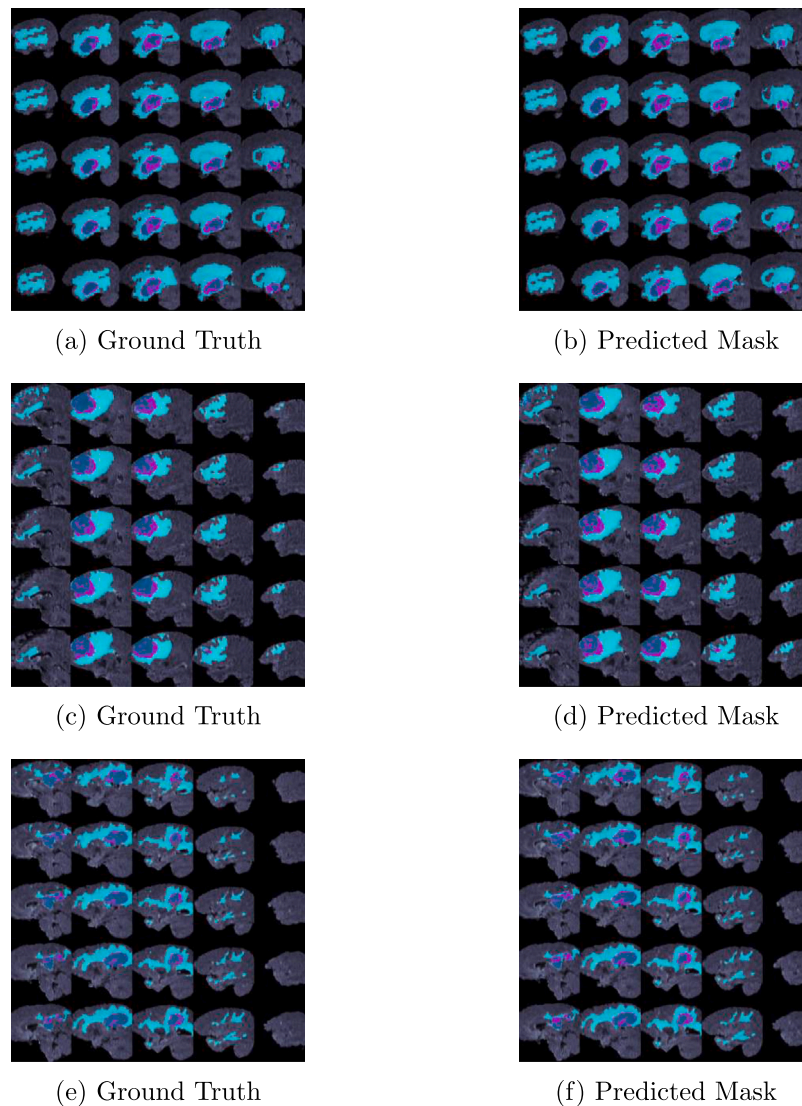 (a) Ground Truth
(b) Predicted Mask
(c) Ground Truth
(d) Predicted Mask
(e) Ground Truth
(f) Predicted Mask